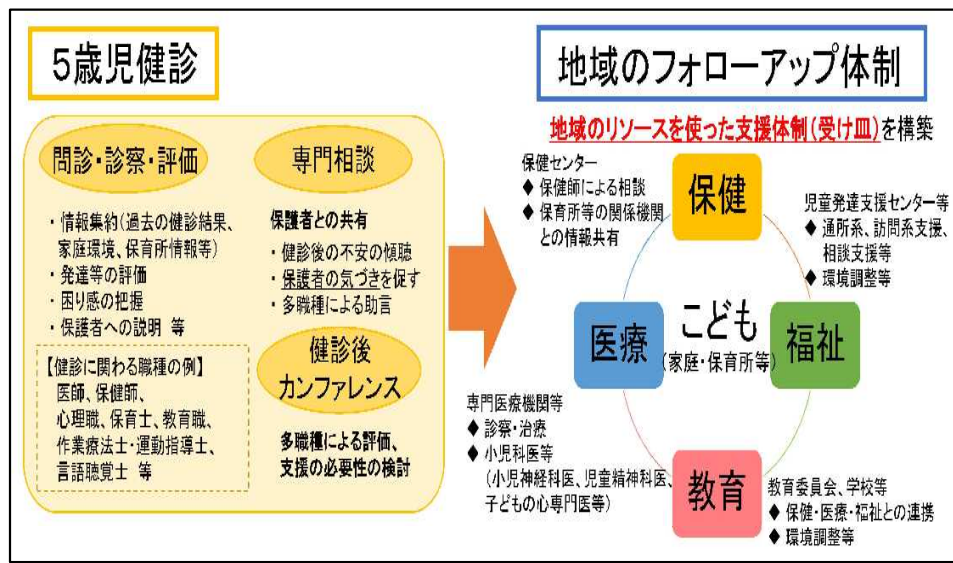 5歳児健診
問診・診察・評価
・情報集約(過去の健診結果、
家庭環境、保育所情報等)
・発達等の評価
・困り感の把握
・保護者への説明 等
【健診に関わる職種の例】
医師、保健師、
心理職、保育士、教育職、
作業療法士・運動指導士、
言語聴覚士 等
専門相談
保護者との共有
・健診後の不安の傾聴
・保護者の気づきを促す
・多職種による助言
健診後
カンファレンス
多職種による評価、
支援の必要性の検討
地域のフォローアップ体制
地域のリソースを使った支援体制(受け皿)を構築
保健センター
◆ 保健師による相談
◆ 保育所等の関係機関
との情報共有
保健
児童発達支援センター等
◆ 通所系、訪問系支援、
相談支援等
◆ 環境調整等
医療
こども
(家庭・保育所等)
福祉
専門医療機関等
◆ 診察・治療
◆ 小児科医等
(小児神経科医、児童精神科医、
子どもの心専門医等)
教育
教育委員会、学校等
◆ 保健・医療・福祉との連携
◆ 環境調整等